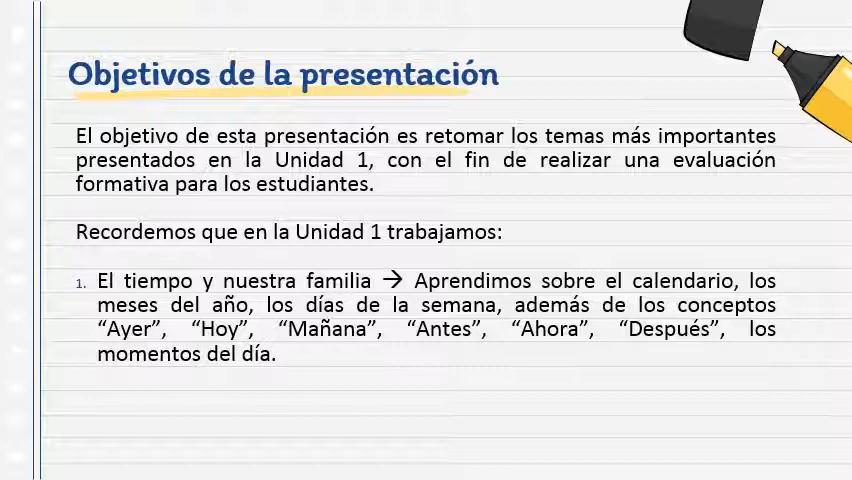 Objetivos de la presentación
El objetivo de esta presentación es retomar los temas más importantes
presentados en la Unidad 1, con el fin de realizar una evaluación
formativa para los estudiantes.
Recordemos que en la Unidad 1 trabajamos:
1. El tiempo y nuestra familia → Aprendimos sobre el calendario, los
meses del año, los días de la semana, además de los conceptos
“Ayer”, “Hoy”, “Mañana”, “Antes”, “Ahora”, “Después”, los
momentos del día.